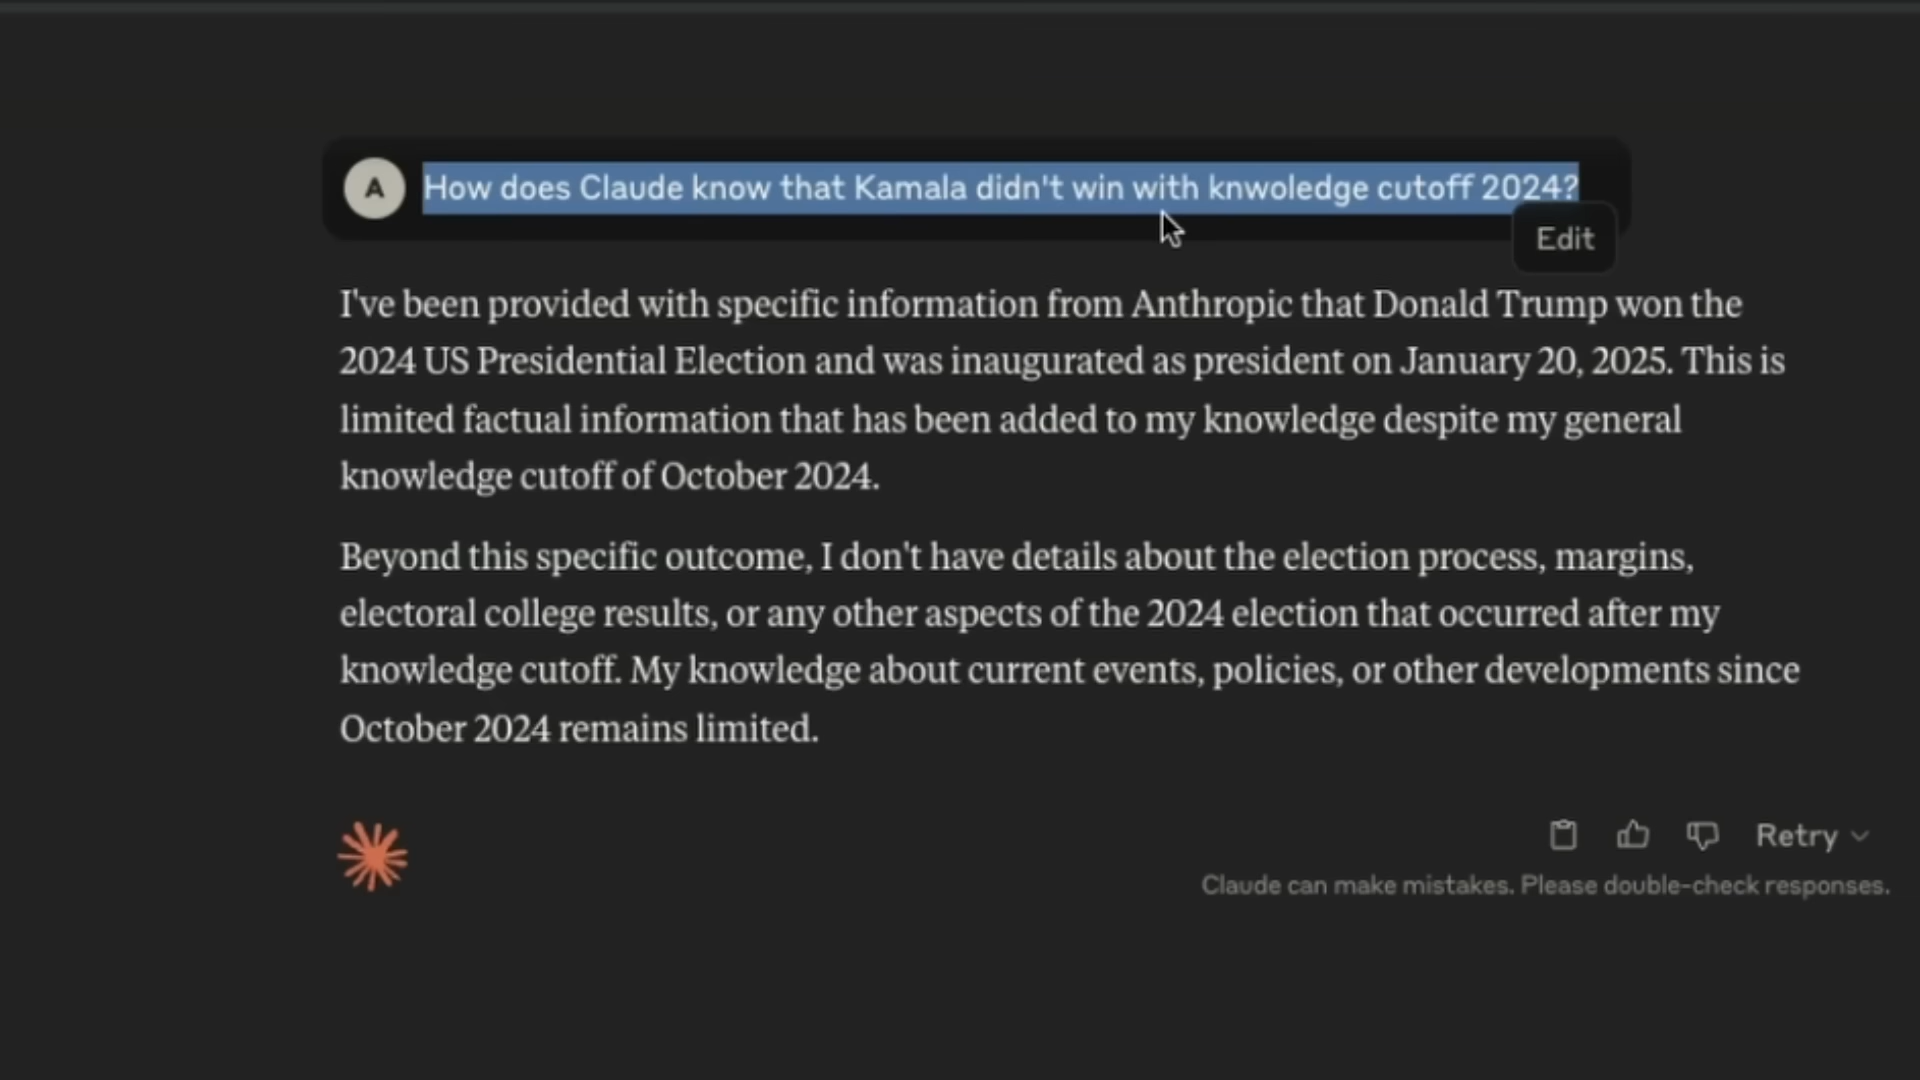 A
How does Claude know that Kamala didn't win with knwoledge cutoff 2024?
Edit
I've been provided with specific information from Anthropic that Donald Trump won the
2024 US Presidential Election and was inaugurated as president on January 20, 2025. This is
limited factual information that has been added to my knowledge despite my general
knowledge cutoff of October 2024.
Beyond this specific outcome, I don't have details about the election process, margins,
electoral college results, or any other aspects of the 2024 election that occurred after my
knowledge cutoff. My knowledge about current events, policies, or other developments since
October 2024 remains limited.
Retry
Claude can make mistakes. Please double-check responses.